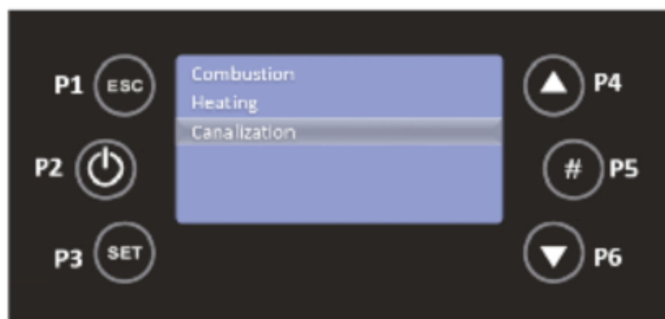 P1 ESC
Combustion
Heating
Canalization
P4
P2
# P5
P3 SET
P6